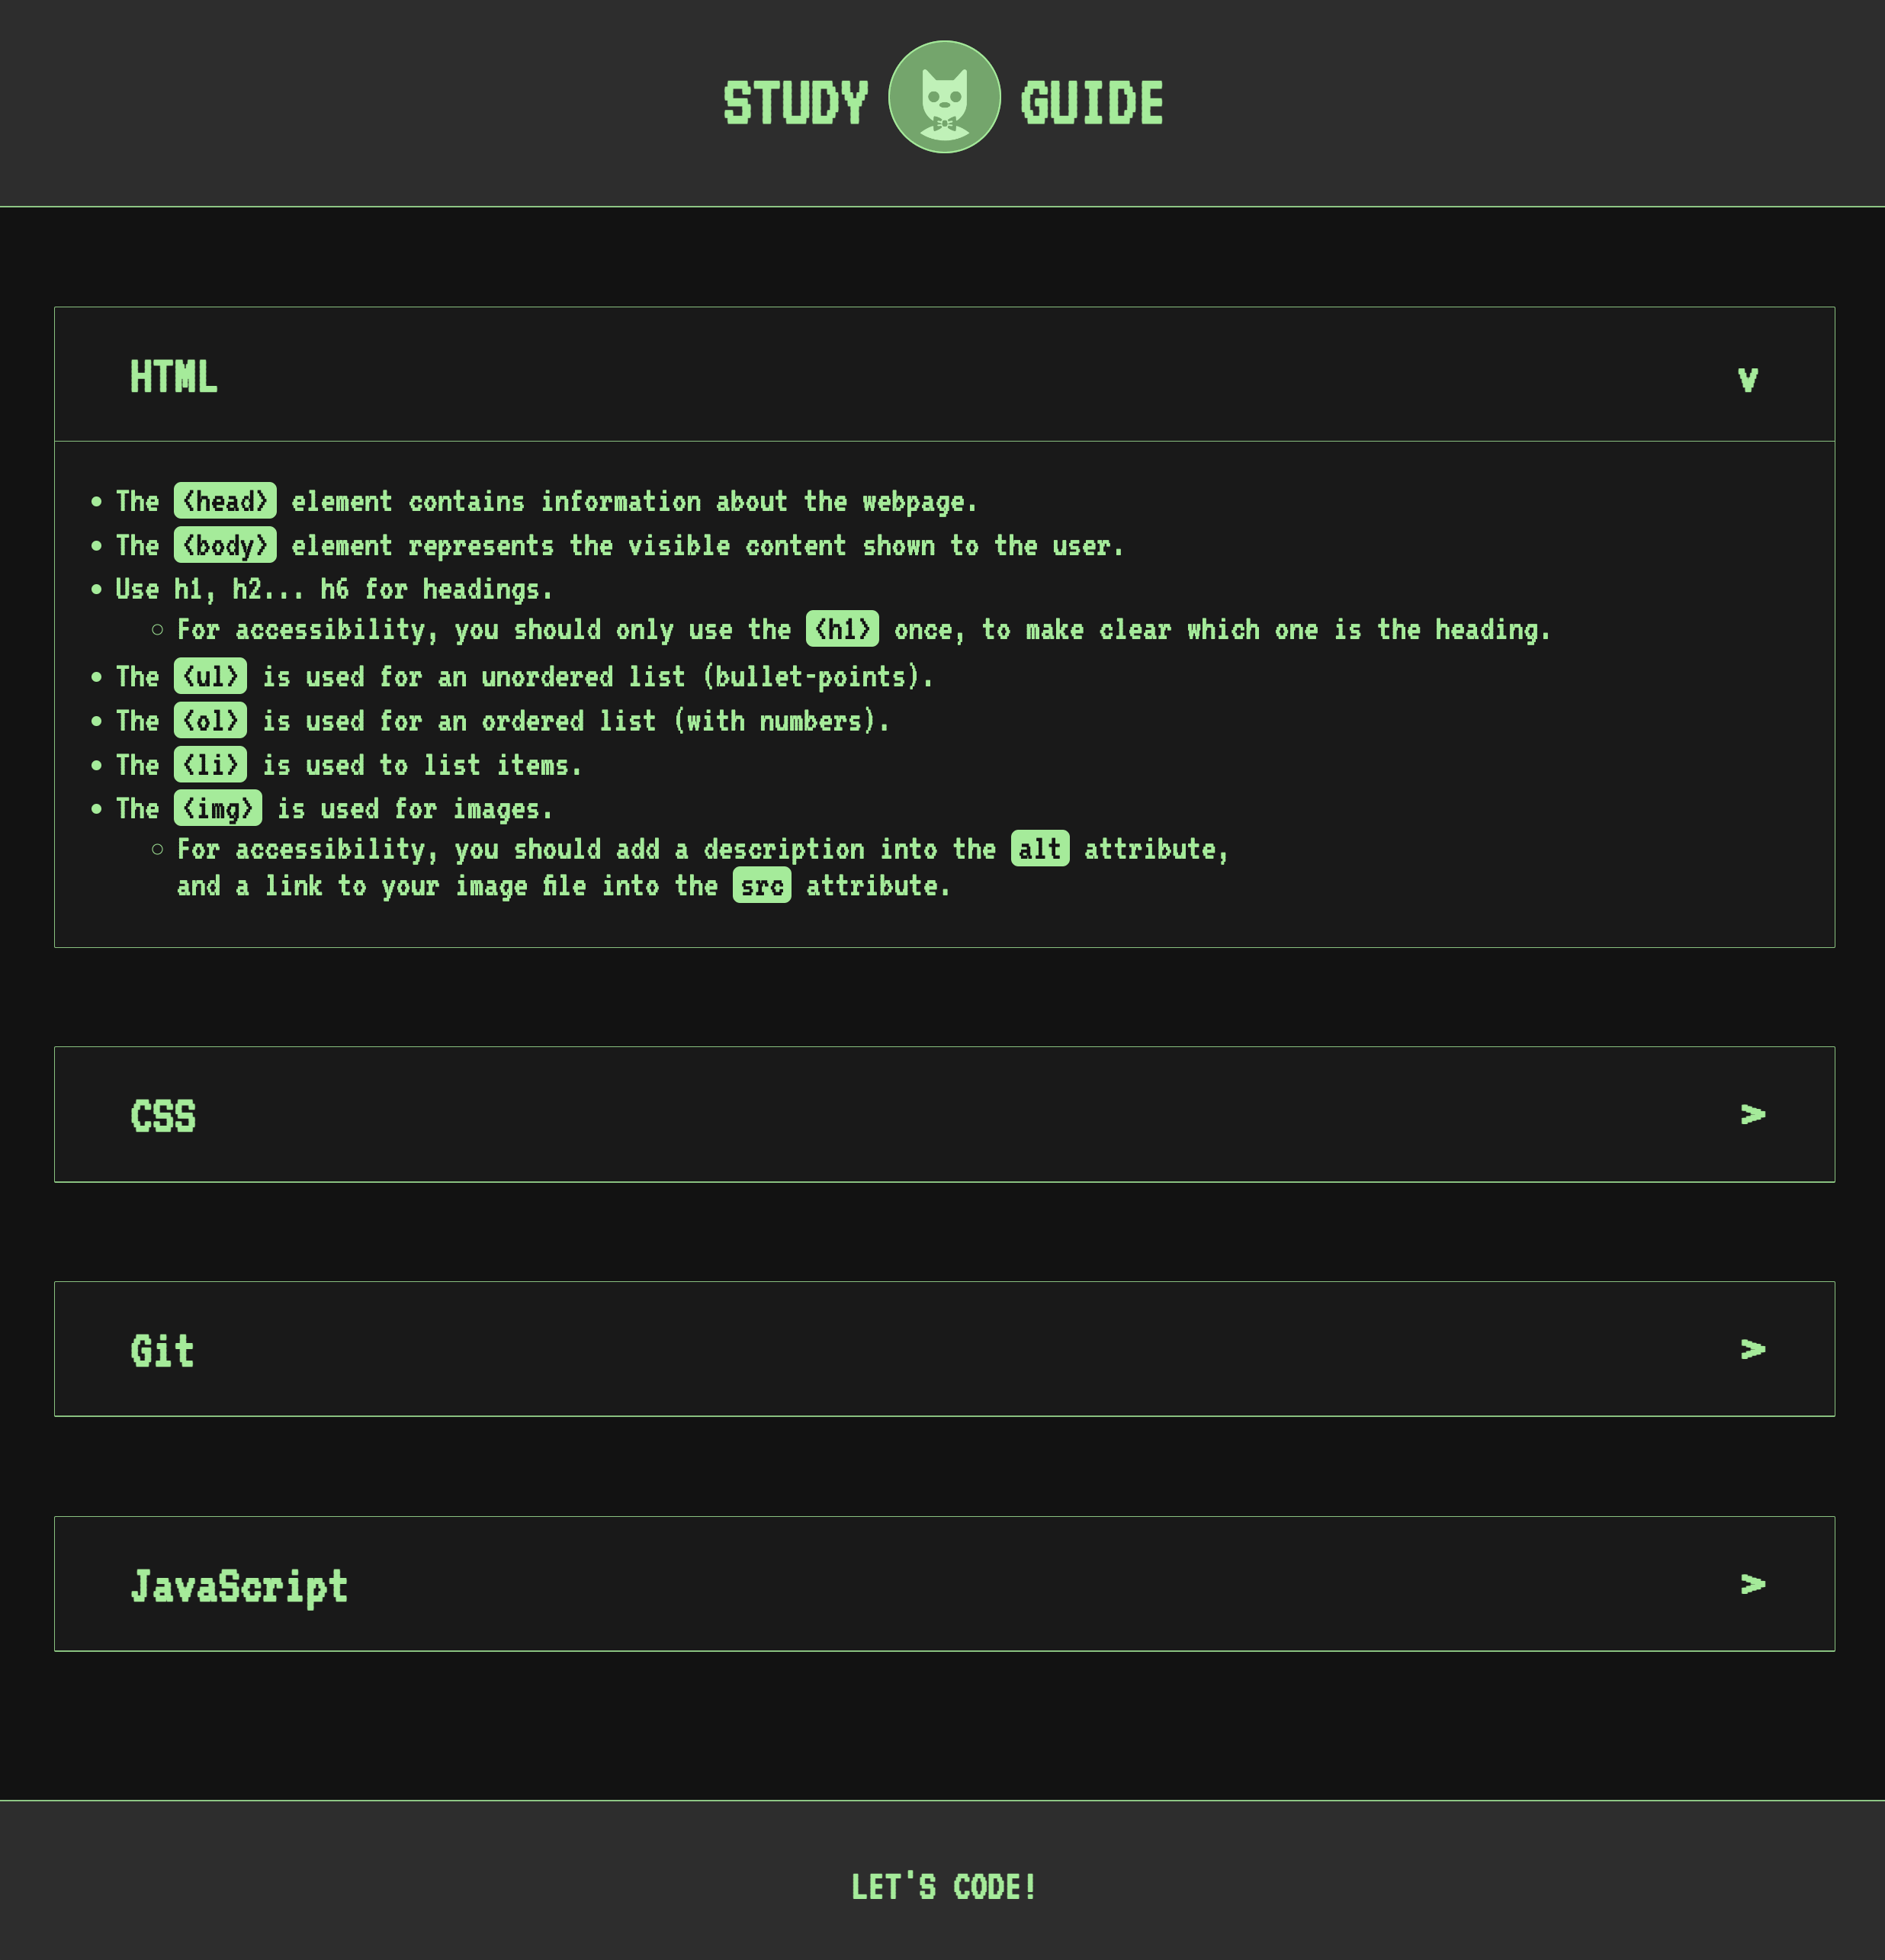 STUDY GUIDE
HTML v
• The <head> element contains information about the webpage.
• The <body> element represents the visible content shown to the user.
• Use h1, h2... h6 for headings.
○ For accessibility, you should only use the <h1> once, to make clear which one is the heading.
• The <ul> is used for an unordered list (bullet-points).
• The <ol> is used for an ordered list (with numbers).
• The <li> is used to list items.
• The <img> is used for images.
○ For accessibility, you should add a description into the alt attribute,
and a link to your image file into the src attribute.
CSS >
Git >
JavaScript >
LET'S CODE!